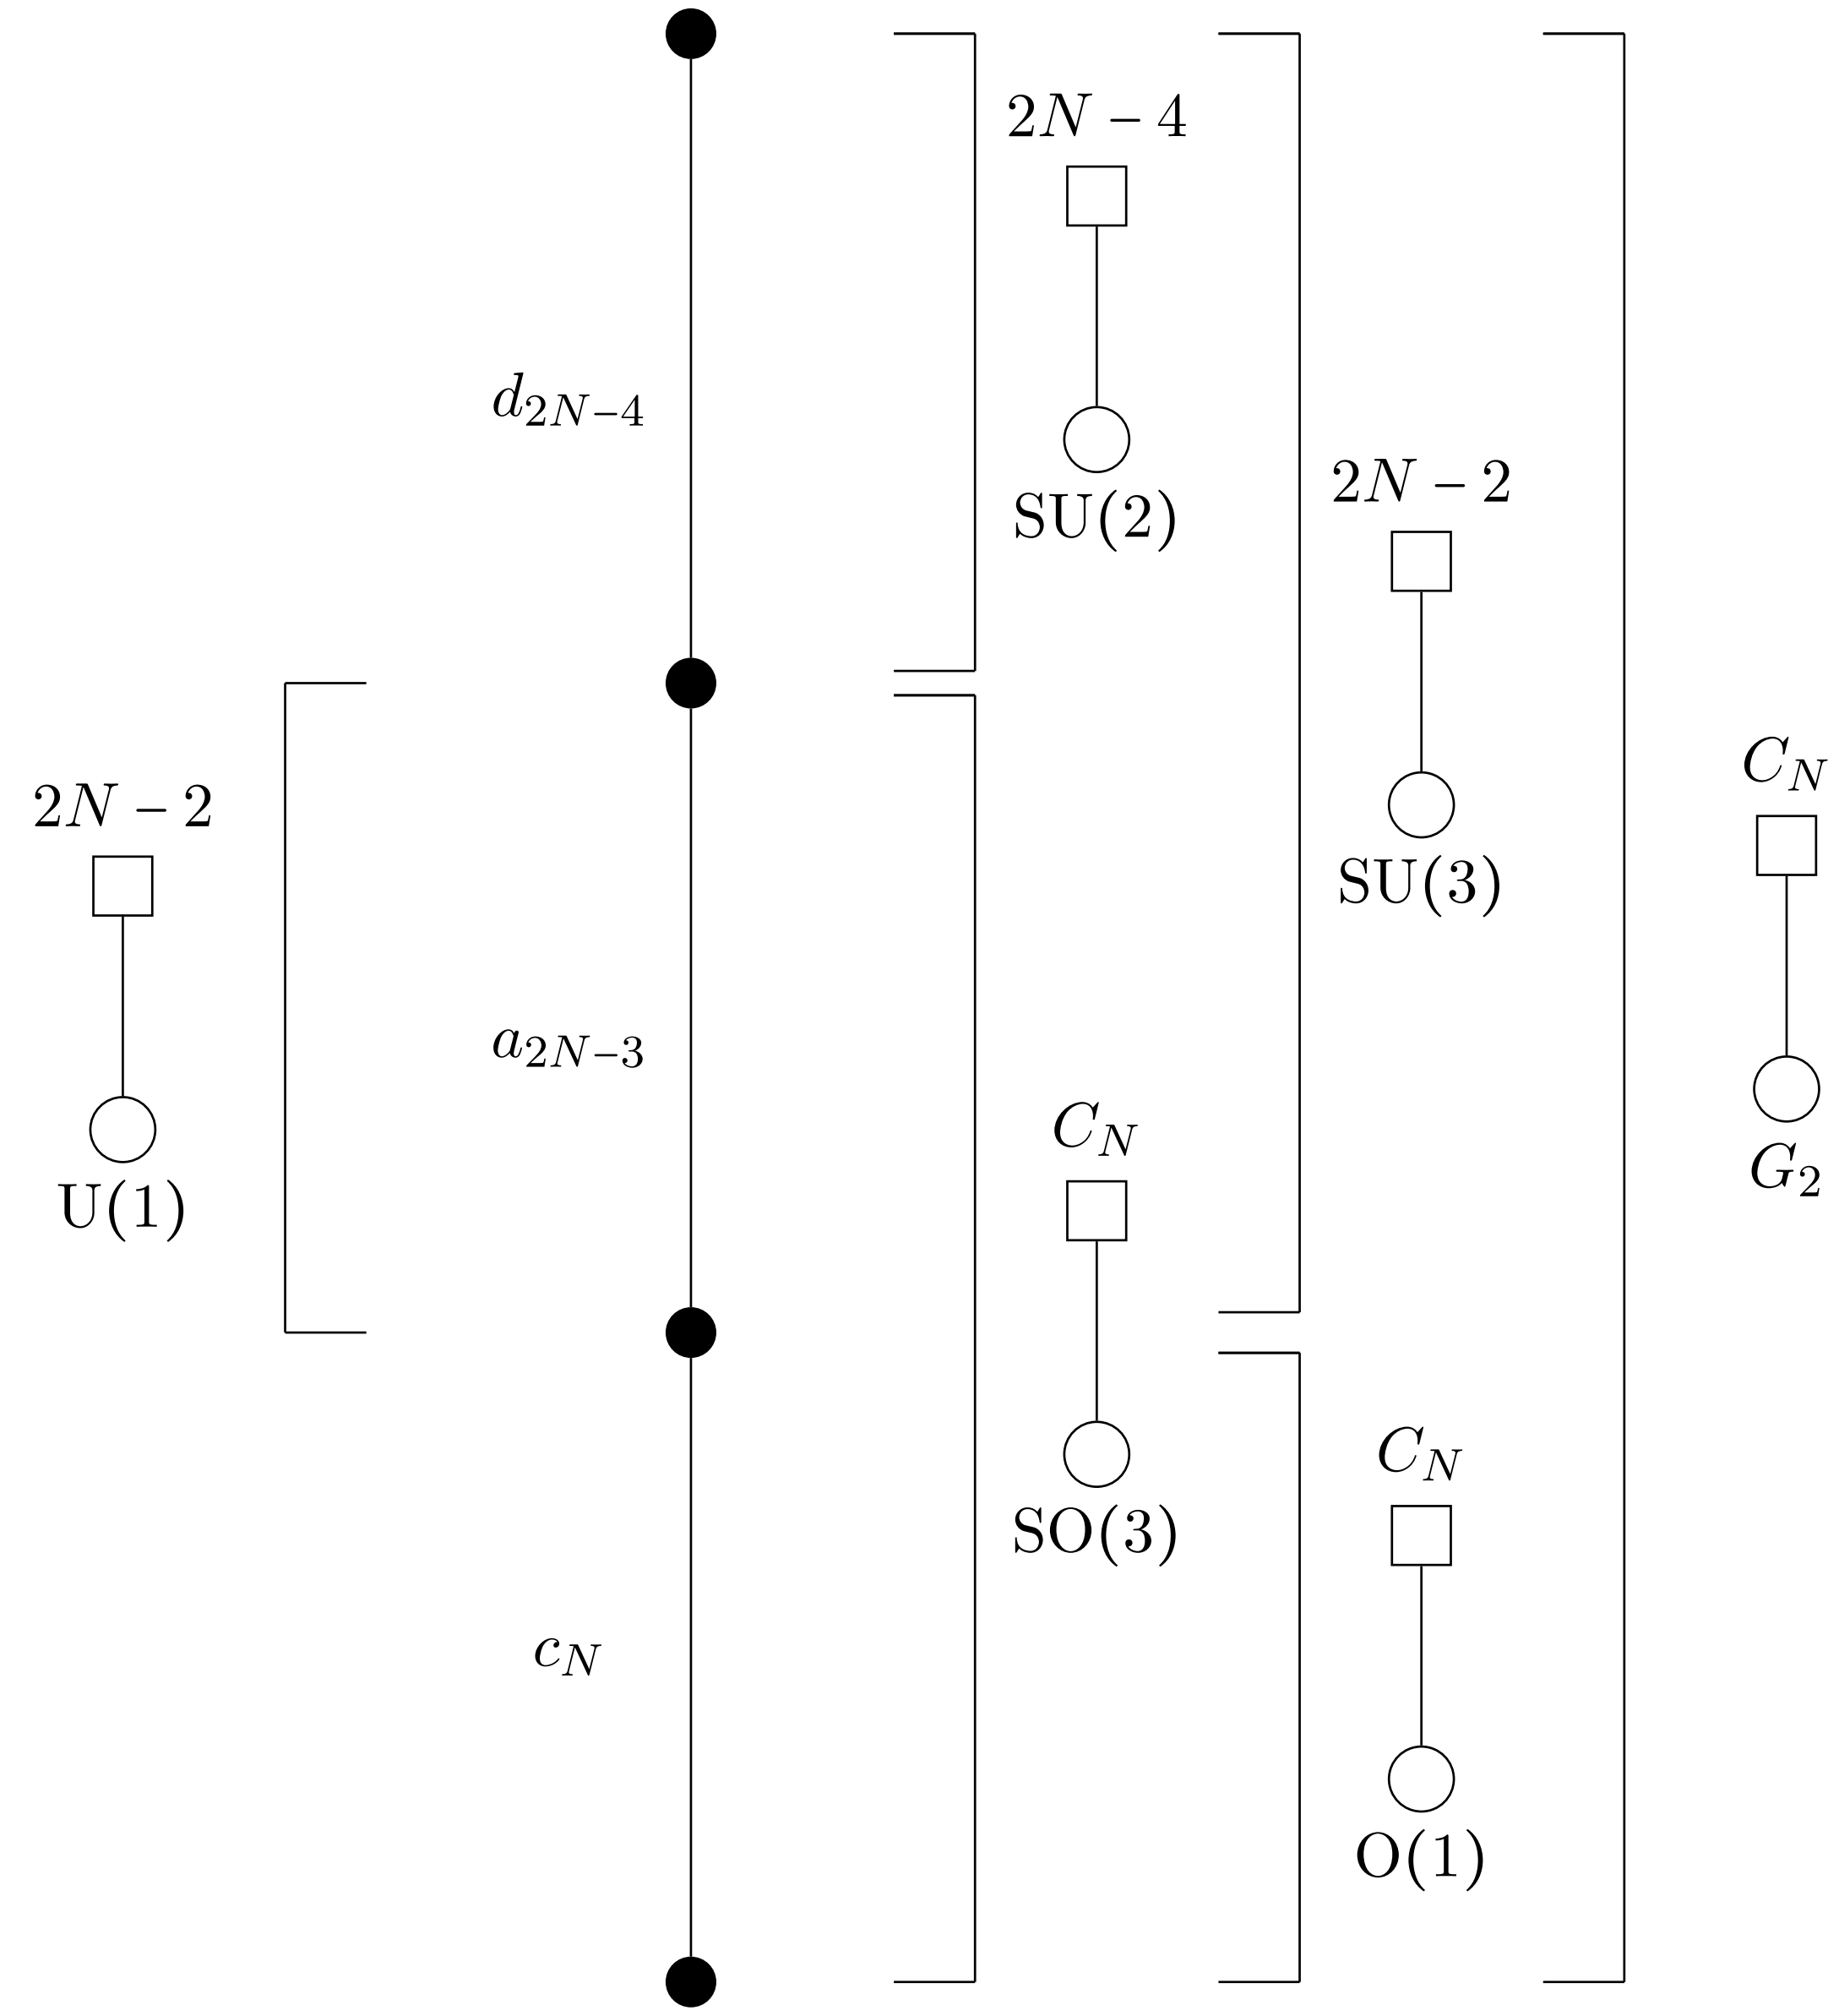 2N − 4
d₂N₋₄
SU(2)
2N − 2
C_N
2N − 2
SU(3)
a₂N₋₃
C_N
G₂
U(1)
C_N
SO(3)
c_N
O(1)